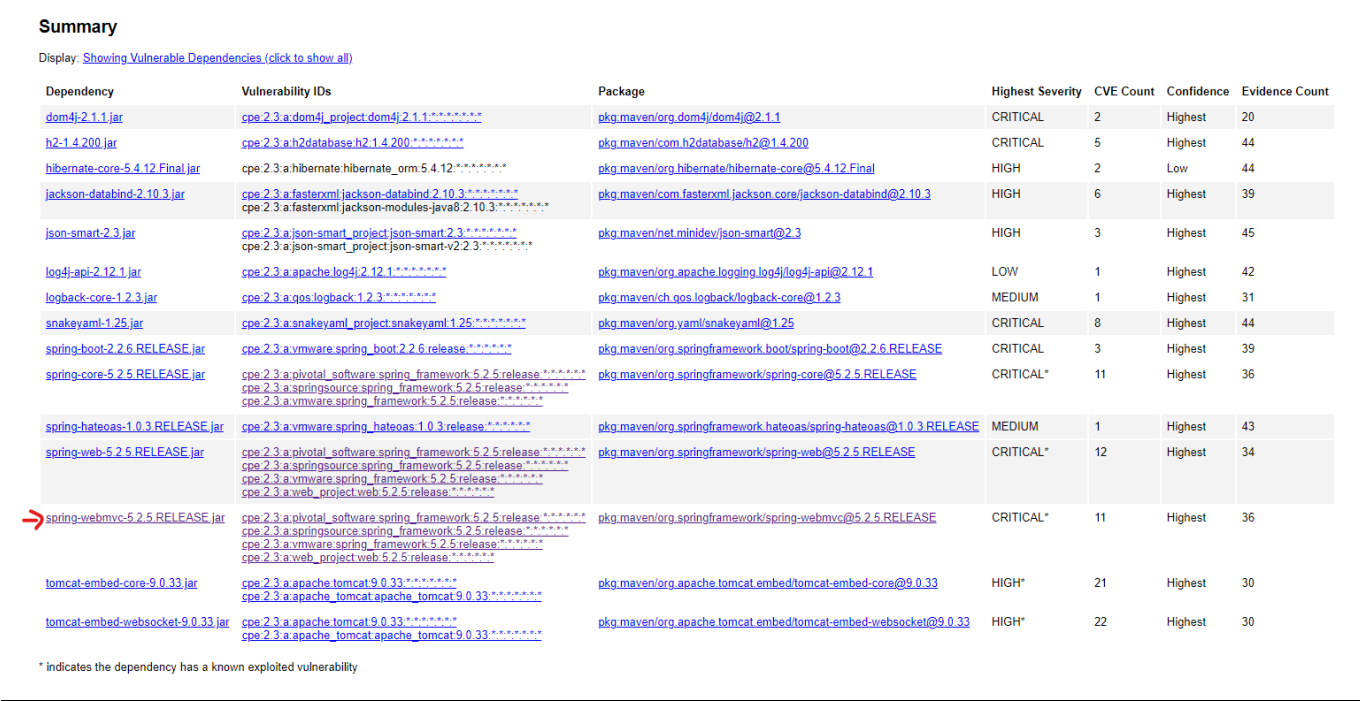 Summary
Display: Showing Vulnerable Dependencies (click to show all)
Dependency Vulnerability IDs Package Highest Severity CVE Count Confidence Evidence Count
dom4j-2.1.1.jar cpe:2.3:a:dom4j_project:dom4j:2.1.1:*:*:*:*:*:*:* pkg:maven/org.dom4j/dom4j@2.1.1 CRITICAL 2 Highest 20
h2-1.4.200.jar cpe:2.3:a:h2database:h2:1.4.200:*:*:*:*:*:*:* pkg:maven/com.h2database/h2@1.4.200 CRITICAL 5 Highest 44
hibernate-core-5.4.12.Final.jar cpe:2.3:a:hibernate:hibernate_orm:5.4.12:*:*:*:*:*:*:* pkg:maven/org.hibernate/hibernate-core@5.4.12.Final HIGH 2 Low 44
jackson-databind-2.10.3.jar cpe:2.3:a:fasterxml:jackson-databind:2.10.3:*:*:*:*:*:*:* pkg:maven/com.fasterxml.jackson.core/jackson-databind@2.10.3 HIGH 6 Highest 39
cpe:2.3:a:fasterxml:jackson-modules-java8:2.10.3:*:*:*:*:*:*:*
json-smart-2.3.jar cpe:2.3:a:json-smart_project:json-smart:2.3:*:*:*:*:*:*:* pkg:maven/net.minidev/json-smart@2.3 HIGH 3 Highest 45
cpe:2.3:a:json-smart_project:json-smart-v2:2.3:*:*:*:*:*:*:*
log4j-api-2.12.1.jar cpe:2.3:a:apache:log4j:2.12.1:*:*:*:*:*:*:* pkg:maven/org.apache.logging.log4j/log4j-api@2.12.1 LOW 1 Highest 42
logback-core-1.2.3.jar cpe:2.3:a:qos:logback:1.2.3:*:*:*:*:*:*:* pkg:maven/ch.qos.logback/logback-core@1.2.3 MEDIUM 1 Highest 31
snakeyaml-1.25.jar cpe:2.3:a:snakeyaml_project:snakeyaml:1.25:*:*:*:*:*:*:* pkg:maven/org.yaml/snakeyaml@1.25 CRITICAL 8 Highest 44
spring-boot-2.2.6.RELEASE.jar cpe:2.3:a:vmware:spring_boot:2.2.6:release:*:*:*:*:*:* pkg:maven/org.springframework.boot/spring-boot@2.2.6.RELEASE CRITICAL 3 Highest 39
spring-core-5.2.5.RELEASE.jar cpe:2.3:a:pivotal_software:spring_framework:5.2.5:release:*:*:*:*:*:* pkg:maven/org.springframework/spring-core@5.2.5.RELEASE CRITICAL* 11 Highest 36
cpe:2.3:a:springsource:spring_framework:5.2.5:release:*:*:*:*:*:*
cpe:2.3:a:vmware:spring_framework:5.2.5:release:*:*:*:*:*:*
spring-hateoas-1.0.3.RELEASE.jar cpe:2.3:a:vmware:spring_hateoas:1.0.3:release:*:*:*:*:*:* pkg:maven/org.springframework.hateoas/spring-hateoas@1.0.3.RELEASE MEDIUM 1 Highest 43
spring-web-5.2.5.RELEASE.jar cpe:2.3:a:pivotal_software:spring_framework:5.2.5:release:*:*:*:*:*:* pkg:maven/org.springframework/spring-web@5.2.5.RELEASE CRITICAL* 12 Highest 34
cpe:2.3:a:springsource:spring_framework:5.2.5:release:*:*:*:*:*:*
cpe:2.3:a:vmware:spring_framework:5.2.5:release:*:*:*:*:*:*
cpe:2.3:a:web_project:web:5.2.5:release:*:*:*:*:*:*
spring-webmvc-5.2.5.RELEASE.jar cpe:2.3:a:pivotal_software:spring_framework:5.2.5:release:*:*:*:*:*:* pkg:maven/org.springframework/spring-webmvc@5.2.5.RELEASE CRITICAL* 11 Highest 36
cpe:2.3:a:springsource:spring_framework:5.2.5:release:*:*:*:*:*:*
cpe:2.3:a:vmware:spring_framework:5.2.5:release:*:*:*:*:*:*
cpe:2.3:a:web_project:web:5.2.5:release:*:*:*:*:*:*
tomcat-embed-core-9.0.33.jar cpe:2.3:a:apache:tomcat:9.0.33:*:*:*:*:*:*:* pkg:maven/org.apache.tomcat.embed/tomcat-embed-core@9.0.33 HIGH* 21 Highest 30
cpe:2.3:a:apache_tomcat:apache_tomcat:9.0.33:*:*:*:*:*:*:*
tomcat-embed-websocket-9.0.33.jar cpe:2.3:a:apache:tomcat:9.0.33:*:*:*:*:*:*:* pkg:maven/org.apache.tomcat.embed/tomcat-embed-websocket@9.0.33 HIGH* 22 Highest 30
cpe:2.3:a:apache_tomcat:apache_tomcat:9.0.33:*:*:*:*:*:*:*
* indicates the dependency has a known exploited vulnerability